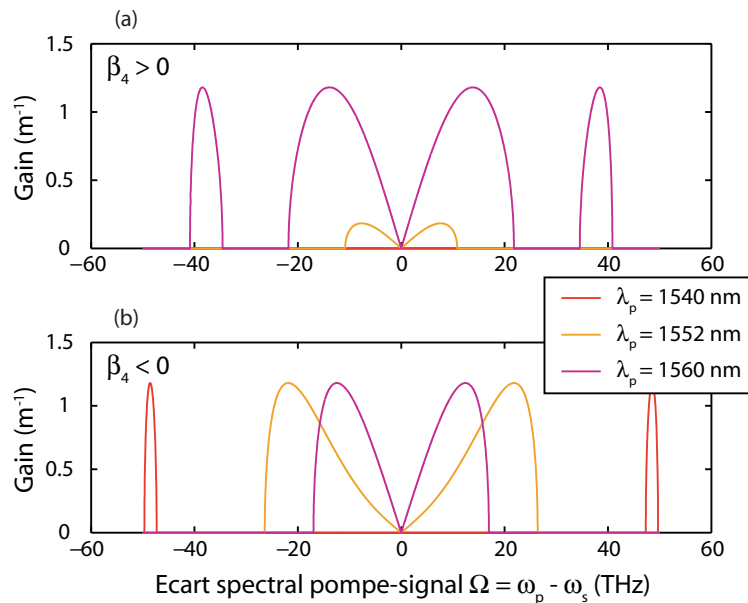 (a)
β₄ > 0
Gain (m⁻¹)
1.5
1
0.5
0
−60 −40 −20 0 20 40 60
λₚ = 1540 nm
λₚ = 1552 nm
λₚ = 1560 nm
(b)
β₄ < 0
Gain (m⁻¹)
1.5
1
0.5
0
−60 −40 −20 0 20 40 60
Ecart spectral pompe-signal Ω = ωₚ - ωₛ (THz)